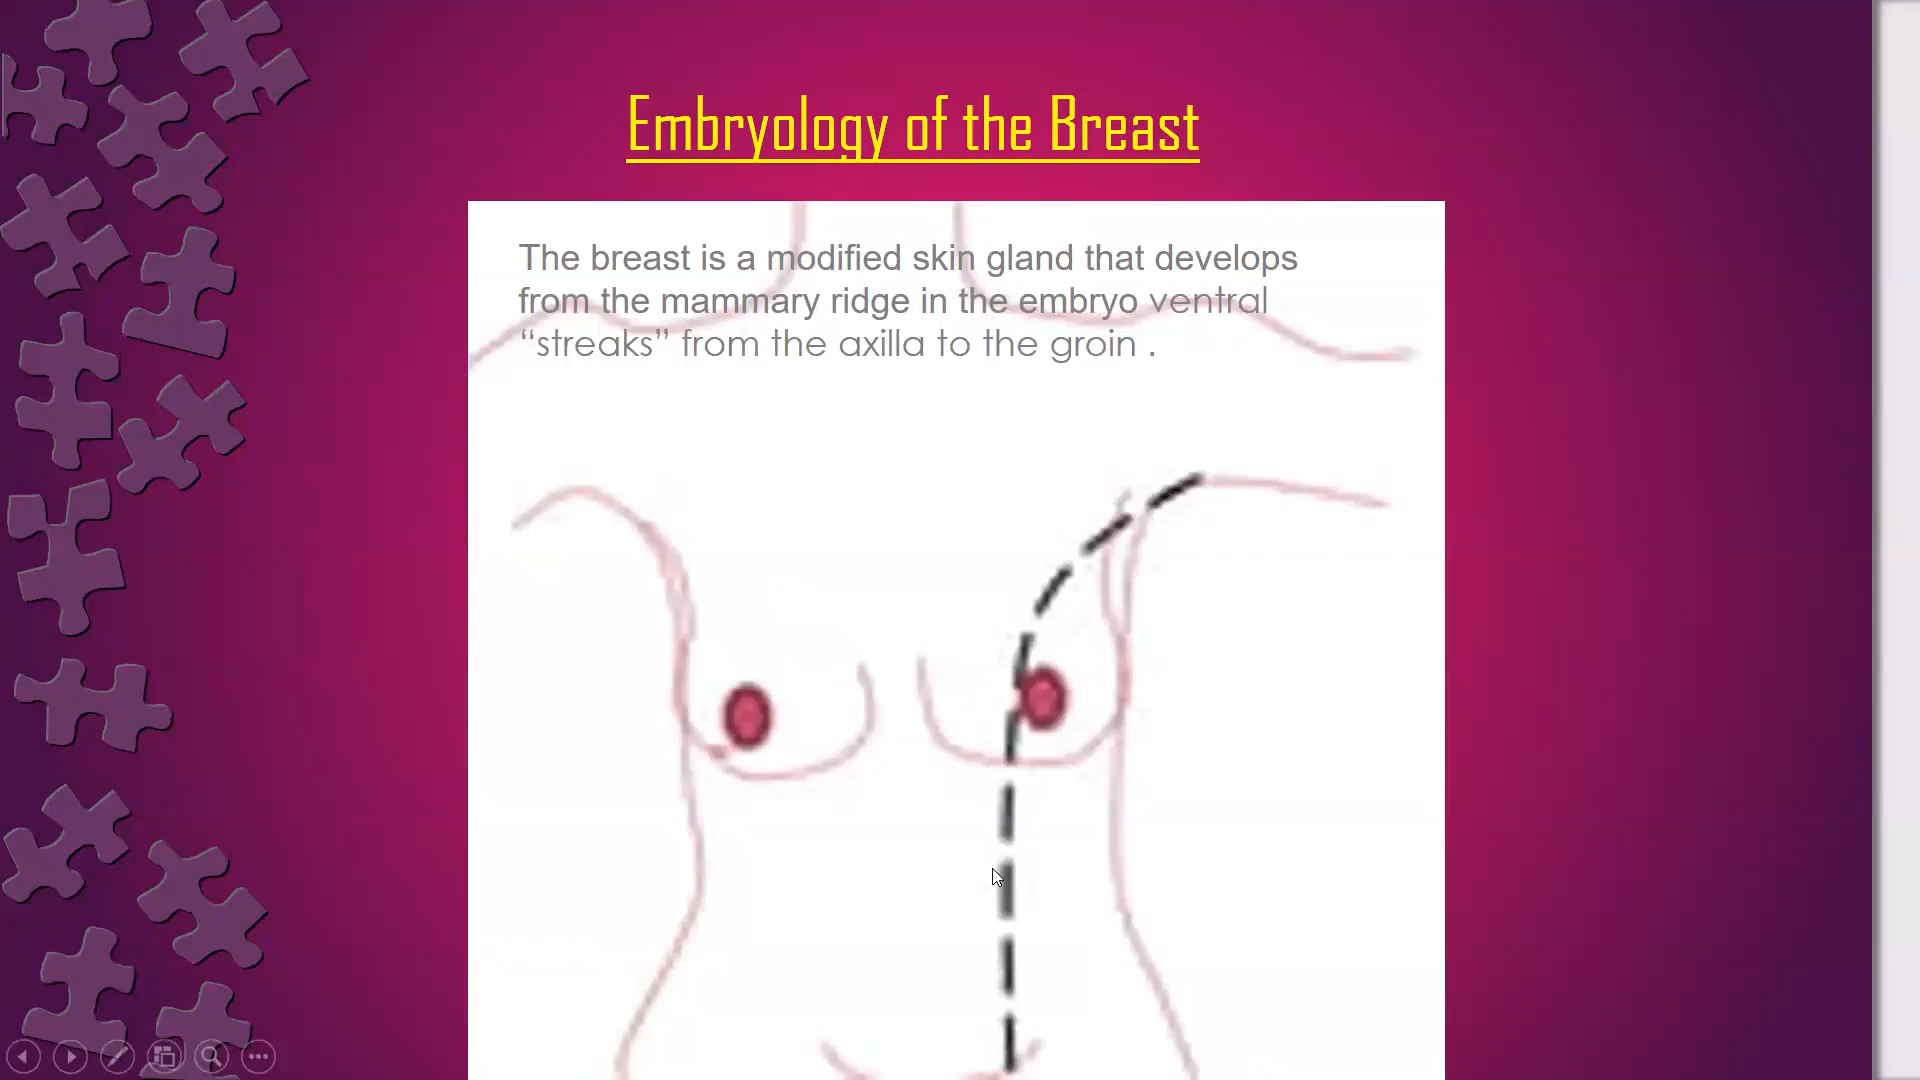 Embryology of the Breast
The breast is a modified skin gland that develops
from the mammary ridge in the embryo ventral
“streaks” from the axilla to the groin .